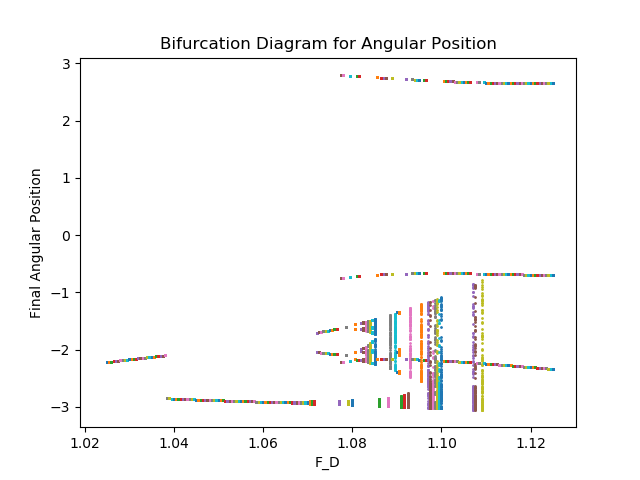 Bifurcation Diagram for Angular Position
3
2
1
0
−1
−2
−3
Final Angular Position
1.02 1.04 1.06 1.08 1.10 1.12
F_D